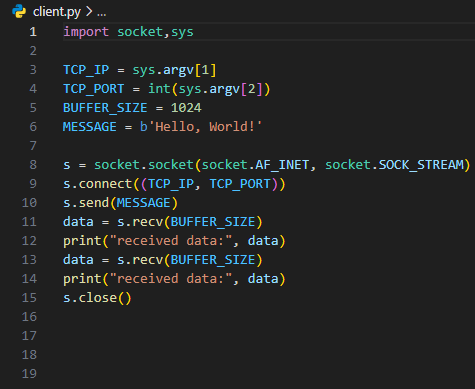 client.py > ...
1 import socket,sys
2
3 TCP_IP = sys.argv[1]
4 TCP_PORT = int(sys.argv[2])
5 BUFFER_SIZE = 1024
6 MESSAGE = b'Hello, World!'
7
8 s = socket.socket(socket.AF_INET, socket.SOCK_STREAM)
9 s.connect((TCP_IP, TCP_PORT))
10 s.send(MESSAGE)
11 data = s.recv(BUFFER_SIZE)
12 print("received data:", data)
13 data = s.recv(BUFFER_SIZE)
14 print("received data:", data)
15 s.close()
16
17
18
19